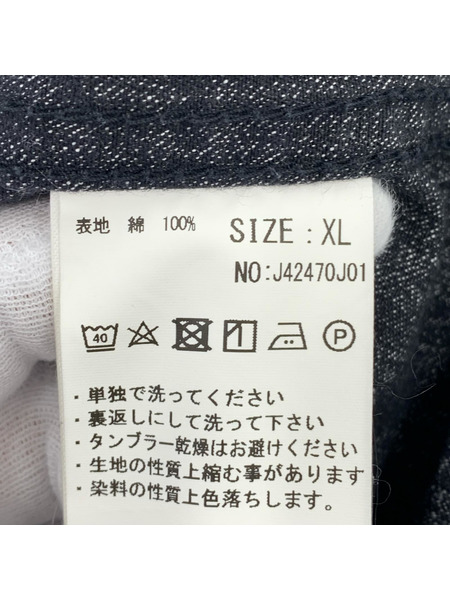 表地 綿 100% SIZE : XL
NO:J42470J01
40 P
・単独で洗ってください
・裏返しにして洗って下さい
・タンブラー乾燥はお避けください
・生地の性質上縮む事があります
・染料の性質上色落ちします。